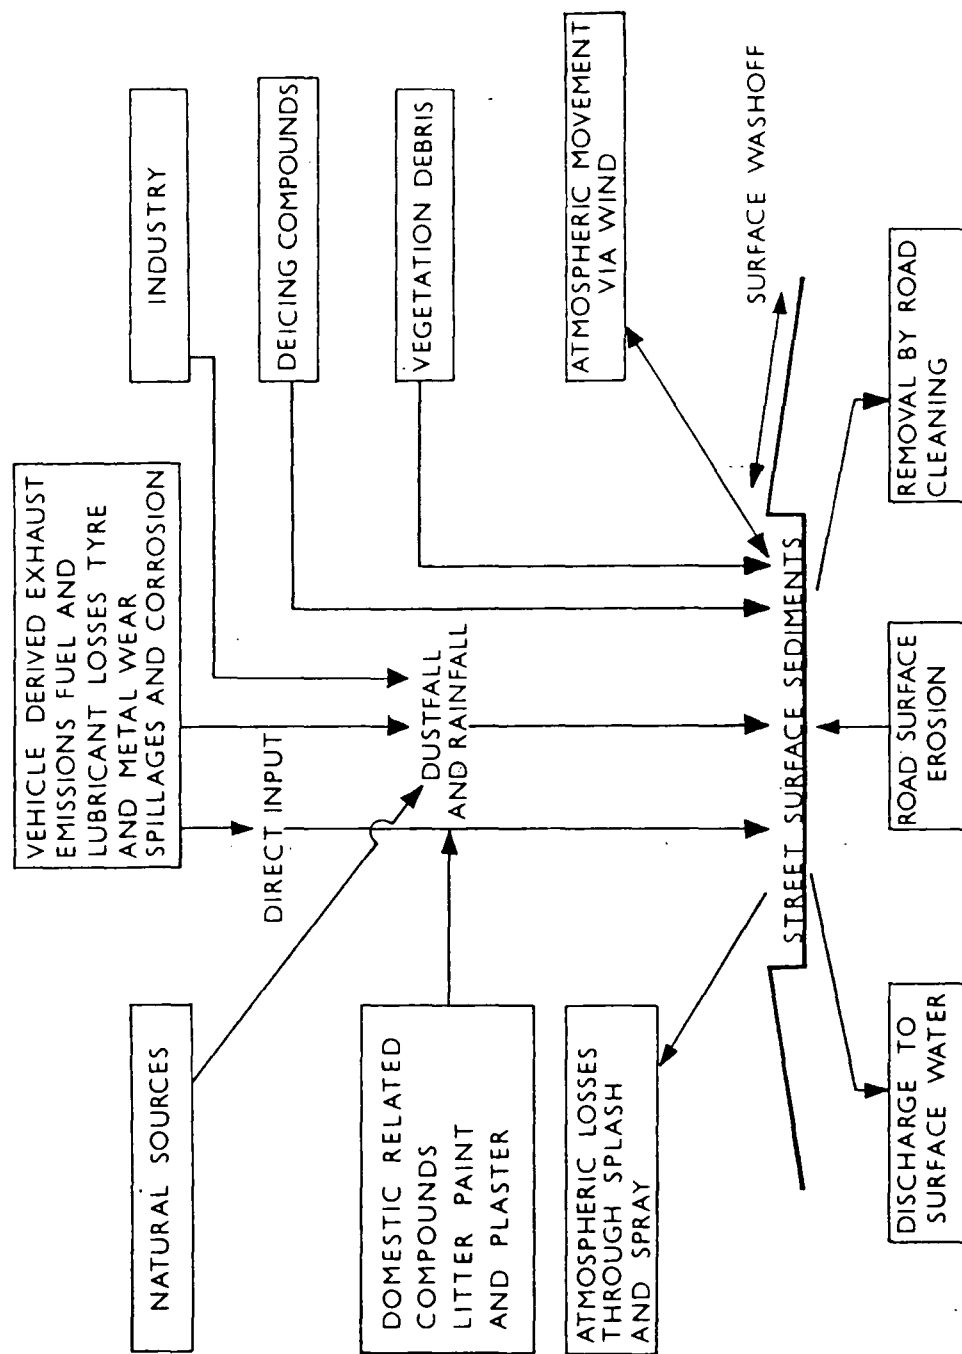 VEHICLE DERIVED EXHAUST
EMISSIONS FUEL AND
LUBRICANT LOSSES TYRE
AND METAL WEAR
SPILLAGES AND CORROSION
NATURAL SOURCES
INDUSTRY
DIRECT INPUT
DEICING COMPOUNDS
DOMESTIC RELATED
COMPOUNDS
LITTER PAINT
AND PLASTER
DUSTFALL
AND RAINFALL
VEGETATION DEBRIS
ATMOSPHERIC LOSSES
THROUGH SPLASH
AND SPRAY
ATMOSPHERIC MOVEMENT
VIA WIND
SURFACE WASHOFF
STREET SURFACE SEDIMENTS
DISCHARGE TO
SURFACE WATER
ROAD SURFACE
EROSION
REMOVAL BY ROAD
CLEANING